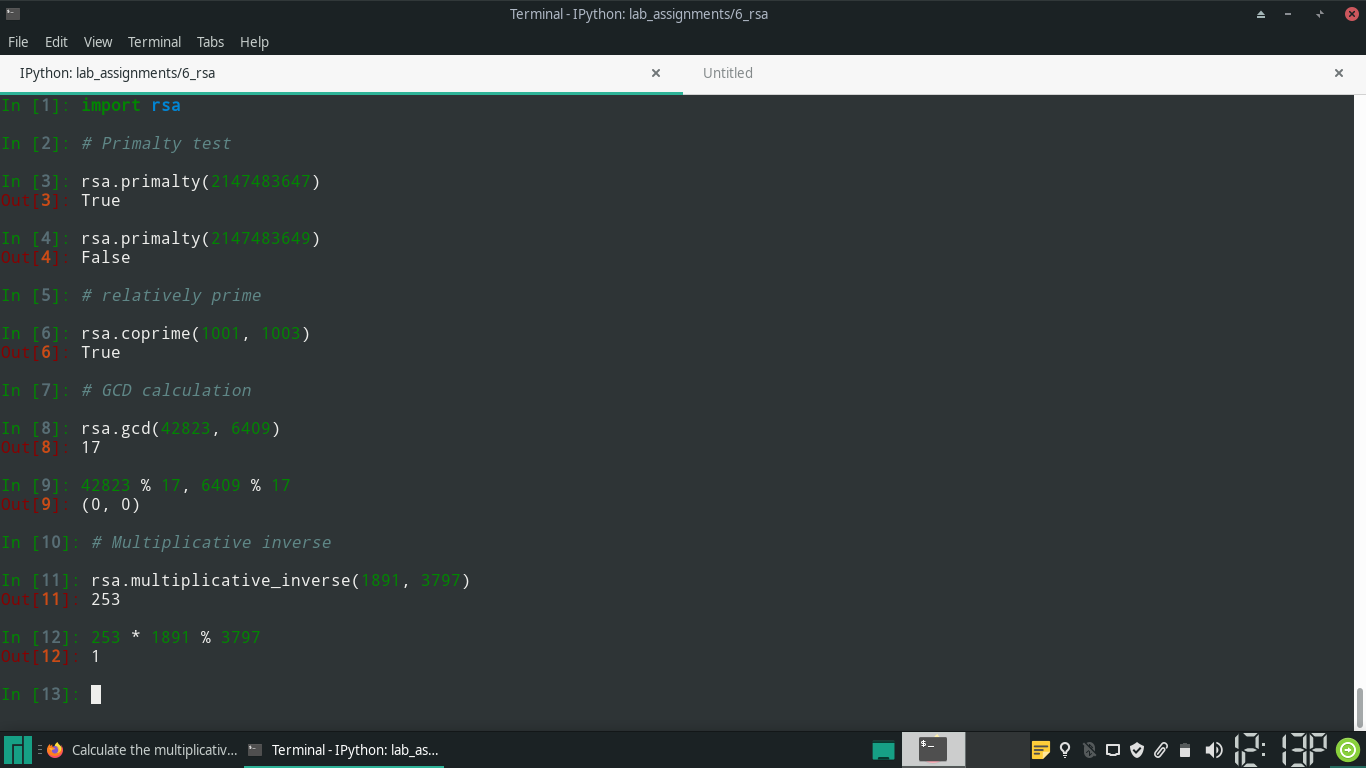 Terminal - IPython: lab_assignments/6_rsa
File Edit View Terminal Tabs Help
IPython: lab_assignments/6_rsa
Untitled
In [1]: import rsa
In [2]: # Primalty test
In [3]: rsa.primalty(2147483647)
Out[3]: True
In [4]: rsa.primalty(2147483649)
Out[4]: False
In [5]: # relatively prime
In [6]: rsa.coprime(1001, 1003)
Out[6]: True
In [7]: # GCD calculation
In [8]: rsa.gcd(42823, 6409)
Out[8]: 17
In [9]: 42823 % 17, 6409 % 17
Out[9]: (0, 0)
In [10]: # Multiplicative inverse
In [11]: rsa.multiplicative_inverse(1891, 3797)
Out[11]: 253
In [12]: 253 * 1891 % 3797
Out[12]: 1
In [13]:
Calculate the multiplicativ...
Terminal - IPython: lab_as...
$_
12:13P